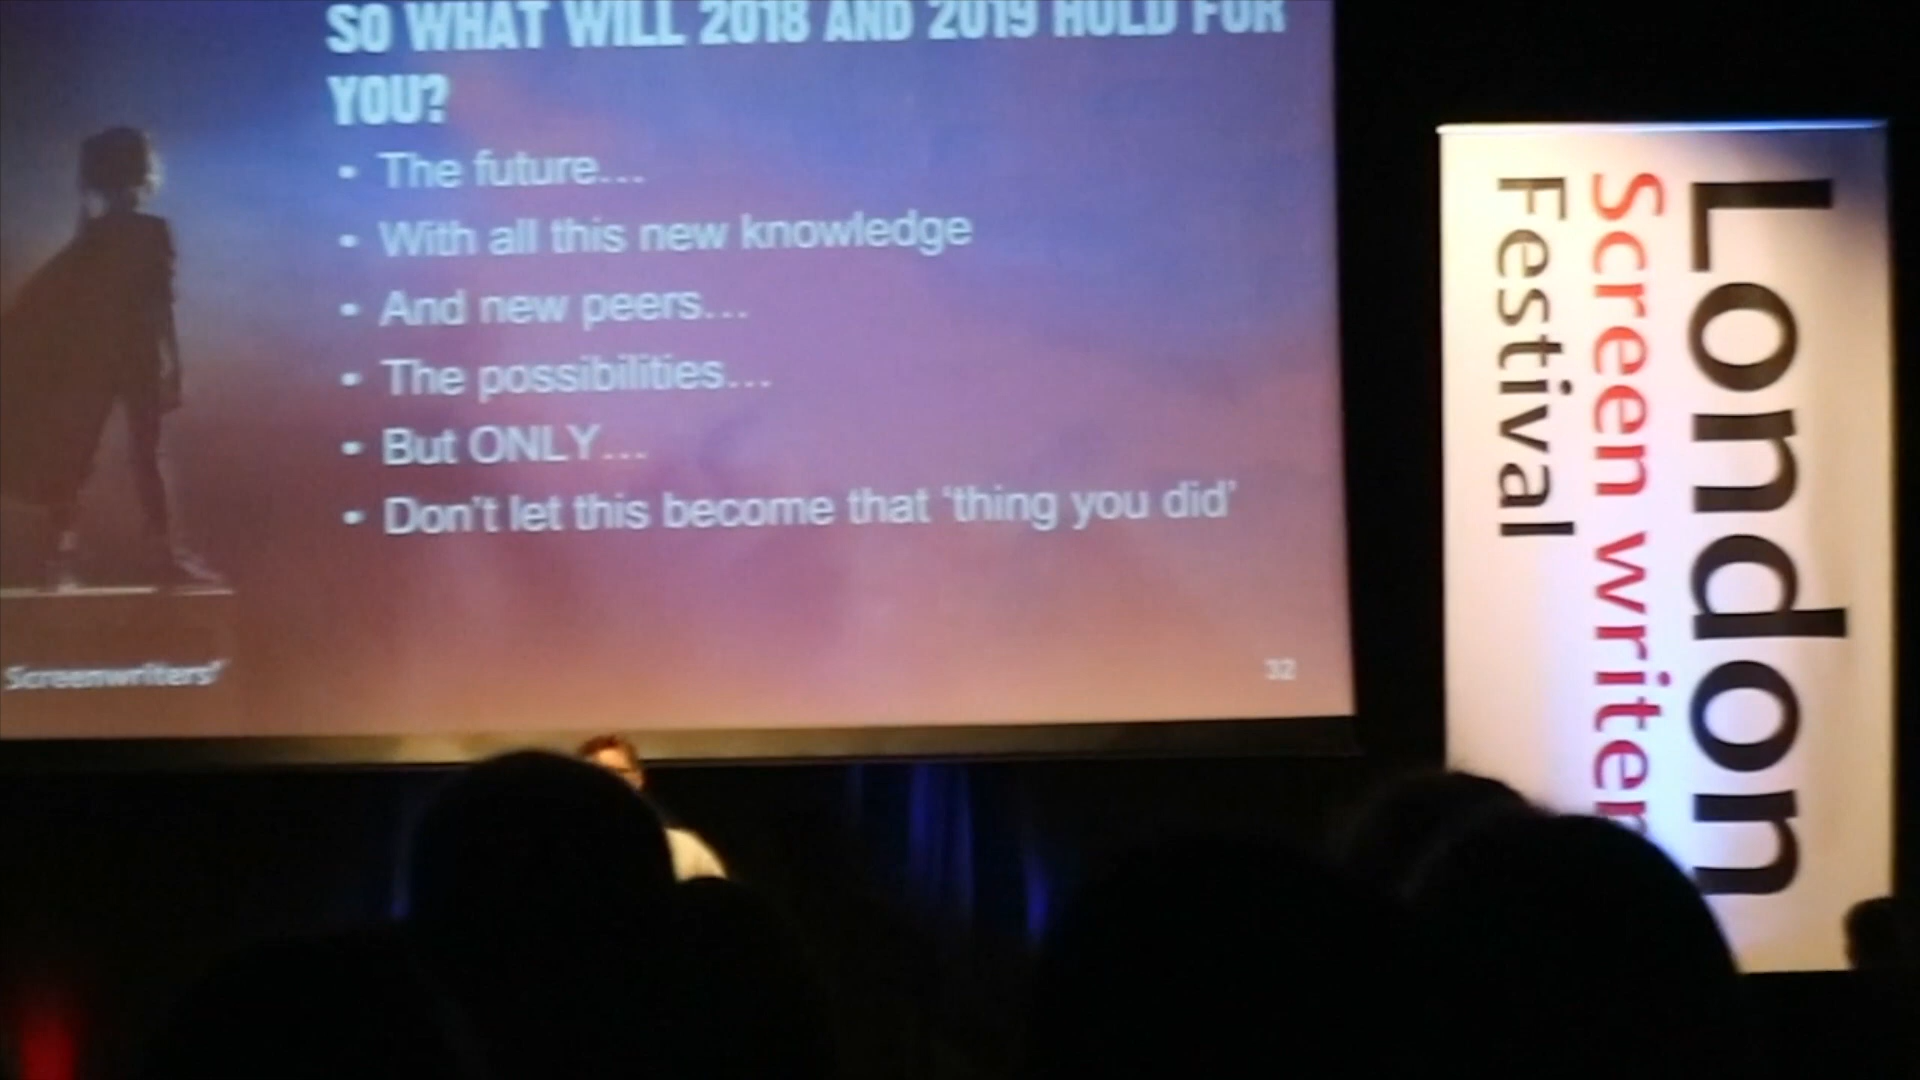 SO WHAT WILL 2018 AND 2019 HOLD FOR
YOU?
• The future...
• With all this new knowledge
• And new peers...
• The possibilities...
• But ONLY...
• Don't let this become that 'thing you did'
Screenwriters'
32
London
Screenwriter
Festival